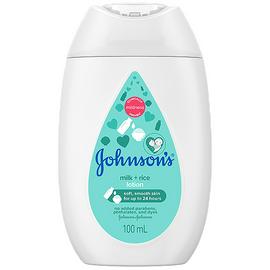 mildness
Johnson's
milk + rice
lotion
soft, smooth skin
for up to 24 hours
no added parabens,
phthalates, and dyes
100 mL